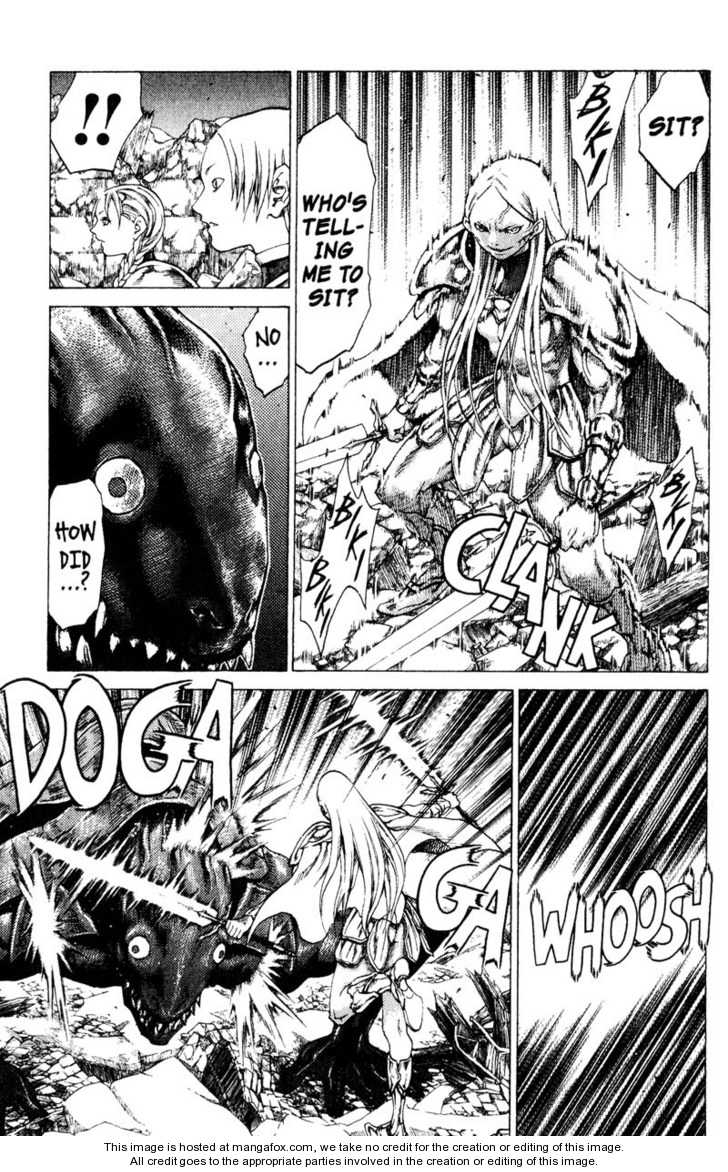 SIT?
BIKI
WHO'S
TELL-
ING
ME TO
SIT?
BIKI
BIKI
BIKI
CLANK
!!
NO
...
HOW
DID
...?
WHOOSH
DOGA
GA
This image is hosted at mangafox.com, we take no credit for the creation or editing of this image.
All credit goes to the appropriate parties involved in the creation or editing of this image.